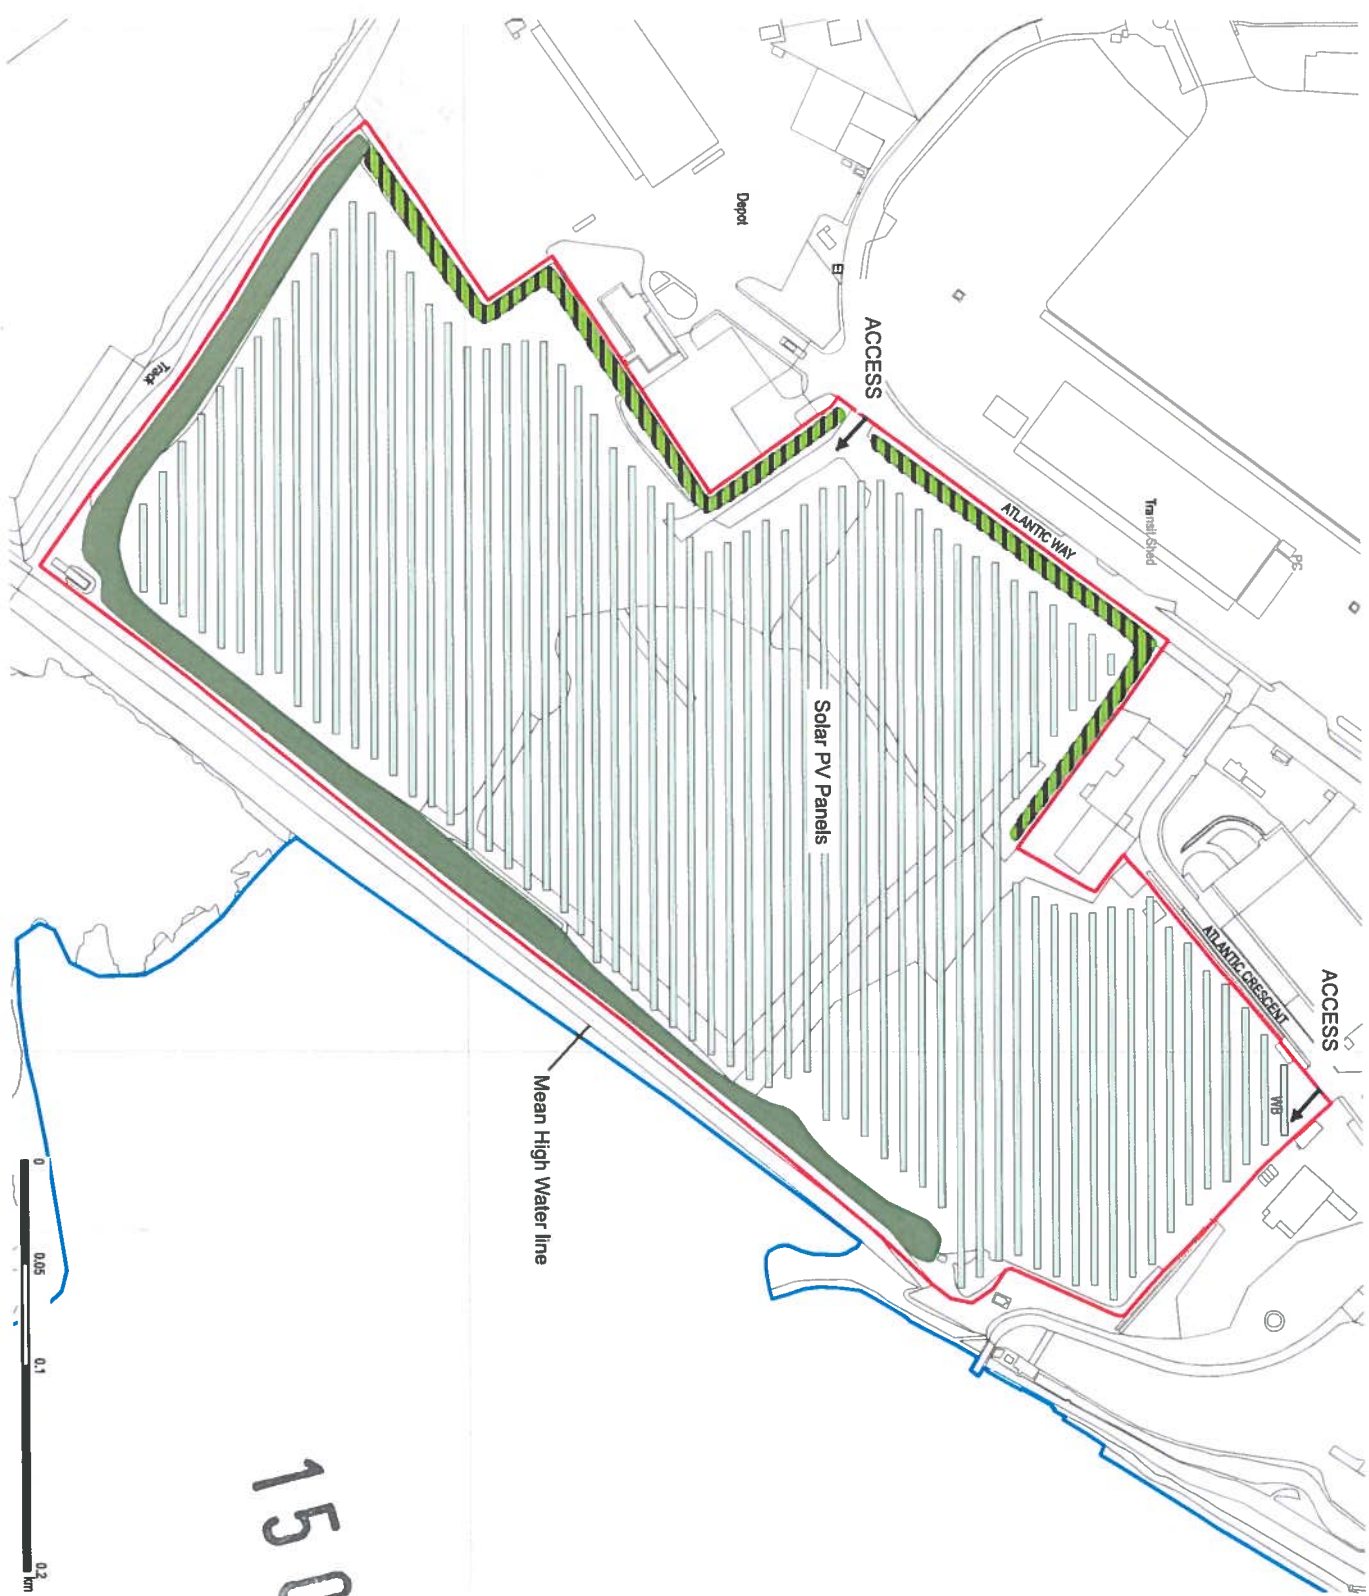 Depot
El
ACCESS
ATLANTIC WAY
Transit Shed
PC
Track
Solar PV Panels
ATLANTIC CRESCENT
ACCESS
WB
Mean High Water line
0
0.05
0.1
0.2
km
150